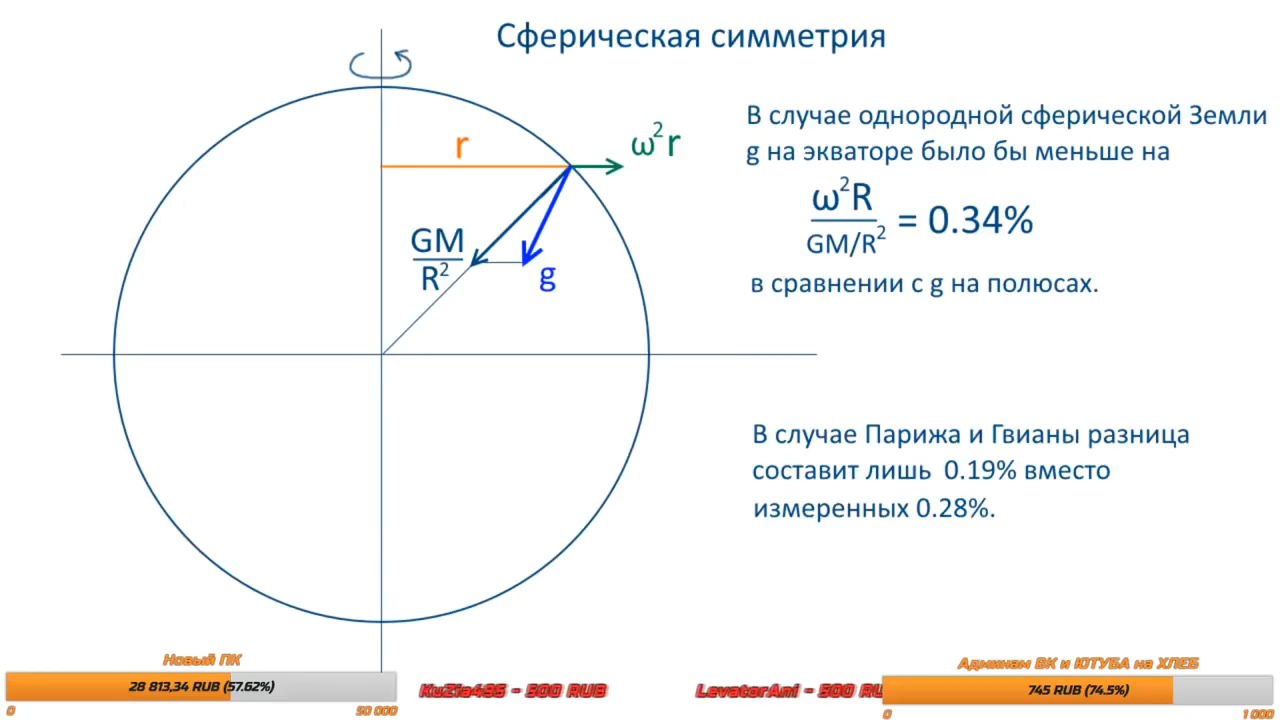 Сферическая симметрия
ω²r
r
GM
R²
g
В случае однородной сферической Земли
g на экваторе было бы меньше на
ω²R
= 0.34%
GM/R²
в сравнении с g на полюсах.
В случае Парижа и Гвианы разница
составит лишь 0.19% вместо
измеренных 0.28%.
Новый ПК
28 813,34 RUB (57.62%)
0
50 000
KuZia495 - 500 RUB
LevatorAni - 500 RU
Админам ВК и ЮТУБА на ХЛЕБ
745 RUB (74.5%)
0
1 000